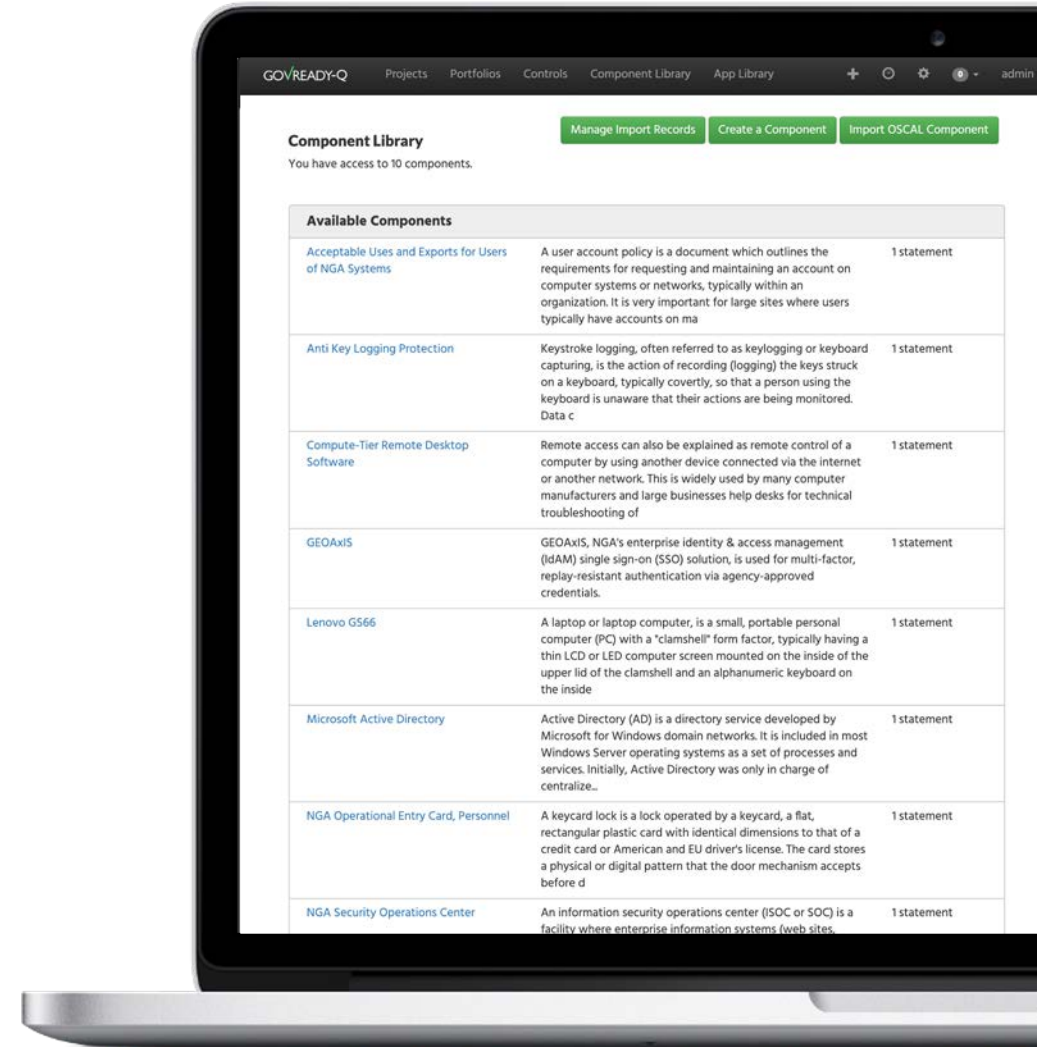 GOVREADY-Q Projects Portfolios Controls Component Library App Library 0 admin
Manage Import Records Create a Component Import OSCAL Component
Component Library
You have access to 10 components.
Available Components
Acceptable Uses and Exports for Users
of NGA Systems
A user account policy is a document which outlines the
requirements for requesting and maintaining an account on
computer systems or networks, typically within an
organization. It is very important for large sites where users
typically have accounts on ma
1 statement
Anti Key Logging Protection
Keystroke logging, often referred to as keylogging or keyboard
capturing, is the action of recording (logging) the keys struck
on a keyboard, typically covertly, so that a person using the
keyboard is unaware that their actions are being monitored.
Data c
1 statement
Compute-Tier Remote Desktop
Software
Remote access can also be explained as remote control of a
computer by using another device connected via the internet
or another network. This is widely used by many computer
manufacturers and large businesses help desks for technical
troubleshooting of
1 statement
GEOAxIS
GEOAxIS, NGA's enterprise identity & access management
(IdAM) single sign-on (SSO) solution, is used for multi-factor,
replay-resistant authentication via agency-approved
credentials.
1 statement
Lenovo G566
A laptop or laptop computer, is a small, portable personal
computer (PC) with a "clamshell" form factor, typically having a
thin LCD or LED computer screen mounted on the inside of the
upper lid of the clamshell and an alphanumeric keyboard on
the inside
1 statement
Microsoft Active Directory
Active Directory (AD) is a directory service developed by
Microsoft for Windows domain networks. It is included in most
Windows Server operating systems as a set of processes and
services. Initially, Active Directory was only in charge of
centralize...
1 statement
NGA Operational Entry Card, Personnel
A keycard lock is a lock operated by a keycard, a flat,
rectangular plastic card with identical dimensions to that of a
credit card or American and EU driver's license. The card stores
a physical or digital pattern that the door mechanism accepts
before d
1 statement
NGA Security Operations Center
An information security operations center (ISOC or SOC) is a
facility where enterprise information systems (web sites,
1 statement